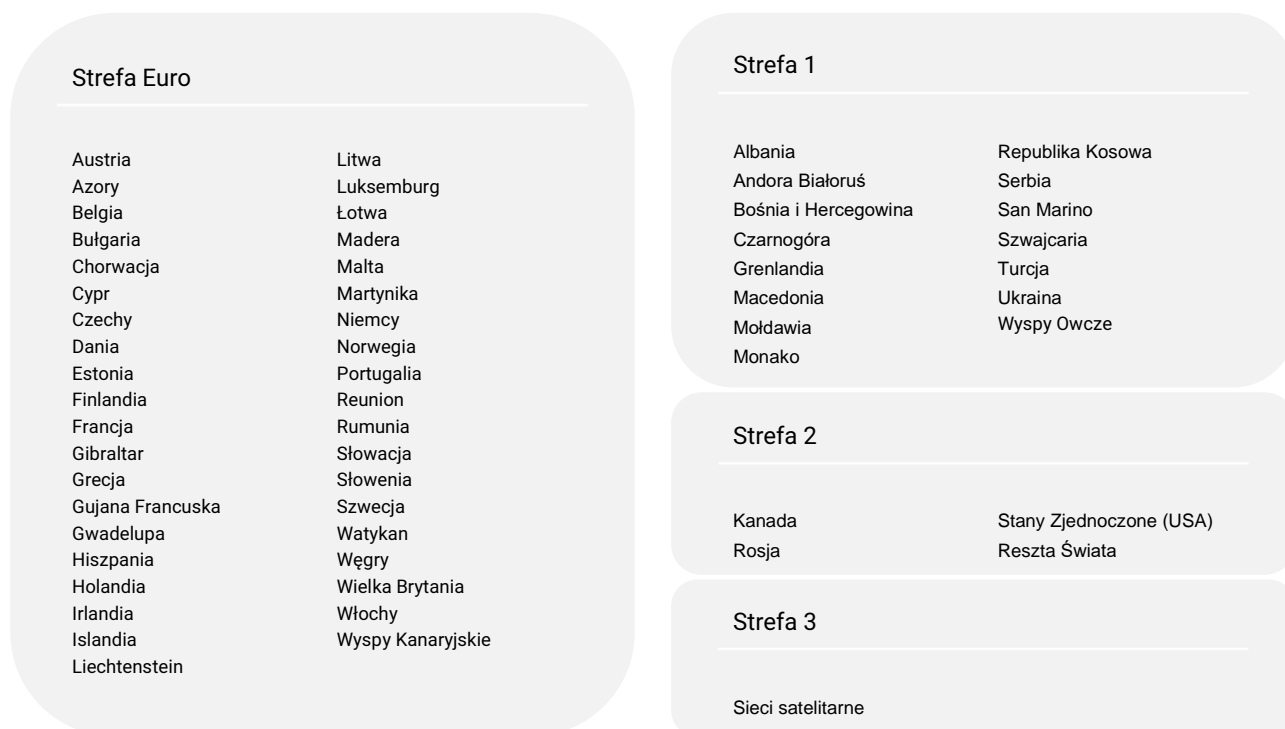 Strefa Euro
Austria
Azory
Belgia
Bułgaria
Chorwacja
Cypr
Czechy
Dania
Estonia
Finlandia
Francja
Gibraltar
Grecja
Gujana Francuska
Gwadelupa
Hiszpania
Holandia
Irlandia
Islandia
Liechtenstein
Litwa
Luksemburg
Łotwa
Madera
Malta
Martynika
Niemcy
Norwegia
Portugalia
Reunion
Rumunia
Słowacja
Słowenia
Szwecja
Watykan
Węgry
Wielka Brytania
Włochy
Wyspy Kanaryjskie
Strefa 1
Albania
Andora Białoruś
Bośnia i Hercegowina
Czarnogóra
Grenlandia
Macedonia
Mołdawia
Monako
Republika Kosowa
Serbia
San Marino
Szwajcaria
Turcja
Ukraina
Wyspy Owcze
Strefa 2
Kanada
Rosja
Stany Zjednoczone (USA)
Reszta Świata
Strefa 3
Sieci satelitarne